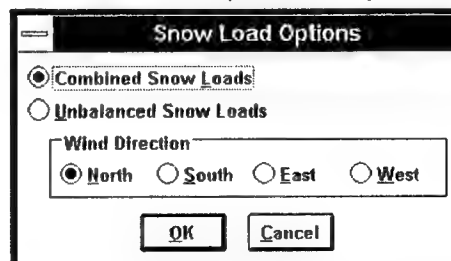 Snow Load Options
Combined Snow Loads
Unbalanced Snow Loads
Wind Direction
North South East West
OK Cancel